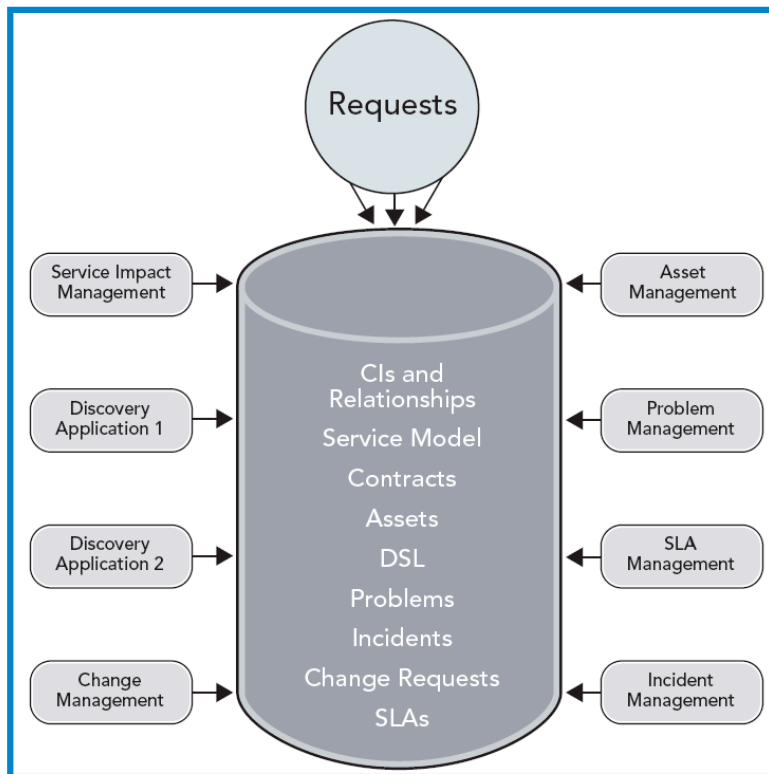 Requests
Service Impact
Management
Asset
Management
CIs and
Relationships
Discovery
Application 1
Problem
Management
Service Model
Contracts
Assets
Discovery
Application 2
SLA
Management
DSL
Problems
Incidents
Change
Management
Change Requests
Incident
Management
SLAs